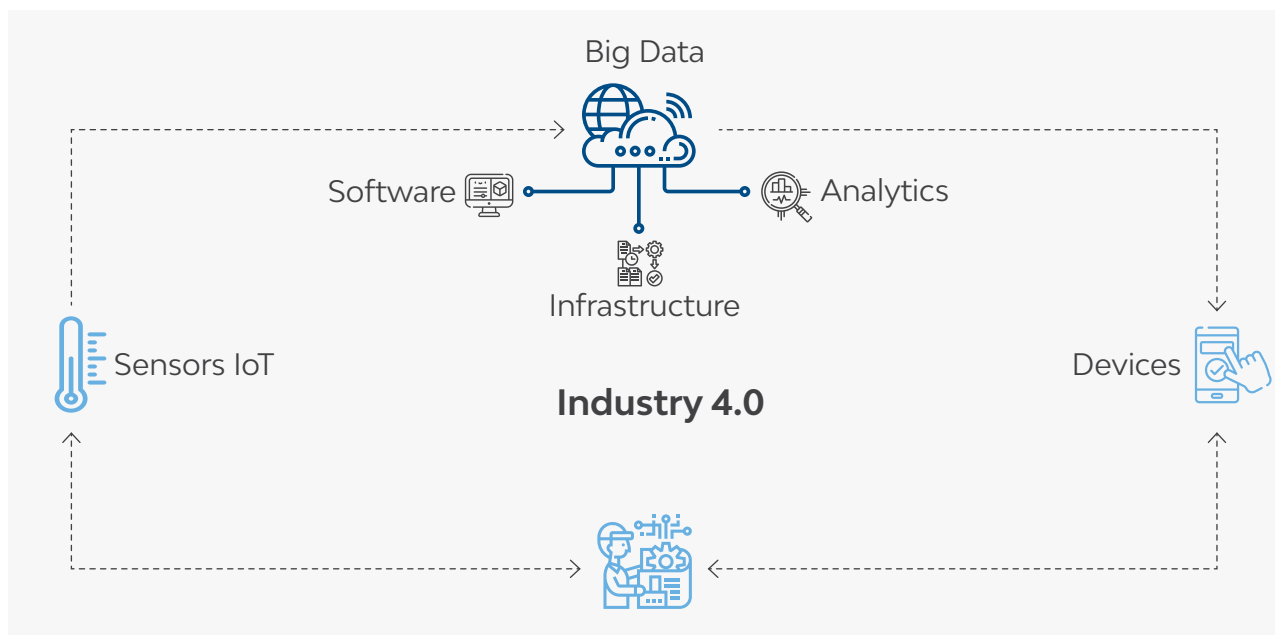 Big Data
Software
Analytics
Infrastructure
Sensors IoT
Devices
Industry 4.0